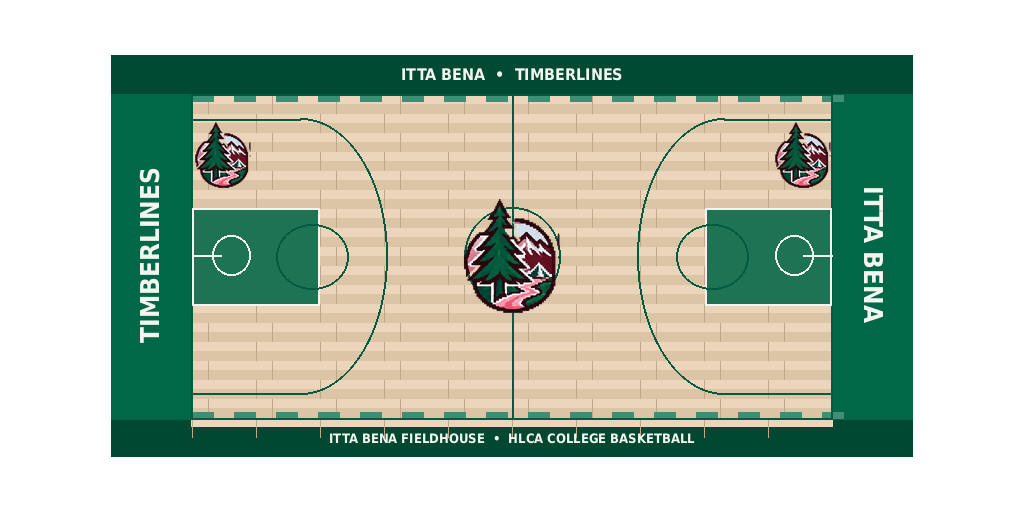 ITTA BENA • TIMBERLINES
TIMBERLINES
ITTA BENA
ITTA BENA FIELDHOUSE • HLCA COLLEGE BASKETBALL